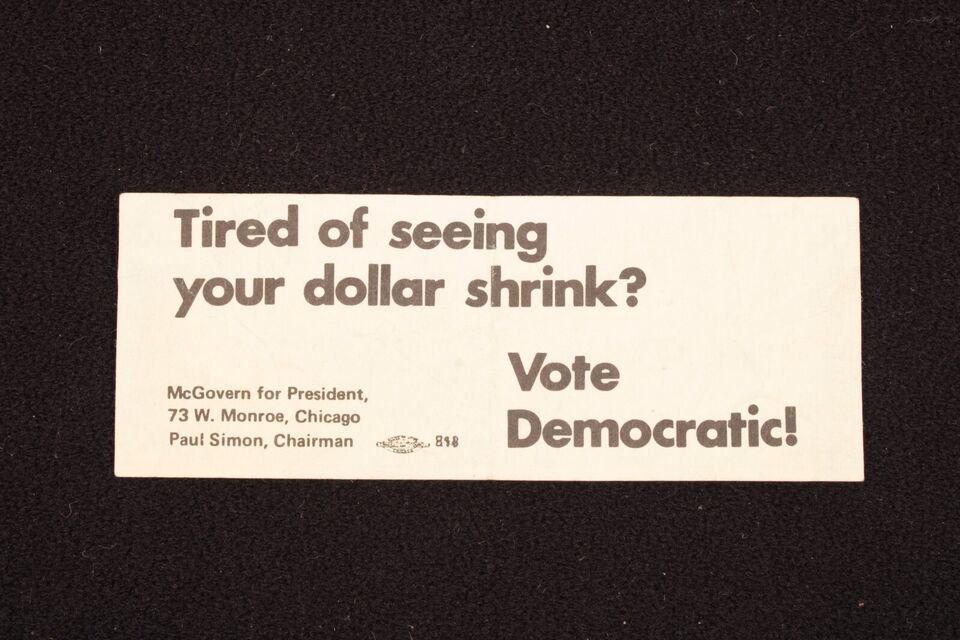 Tired of seeing
your dollar shrink?
Vote
Democratic!
McGovern for President,
73 W. Monroe, Chicago
Paul Simon, Chairman 818